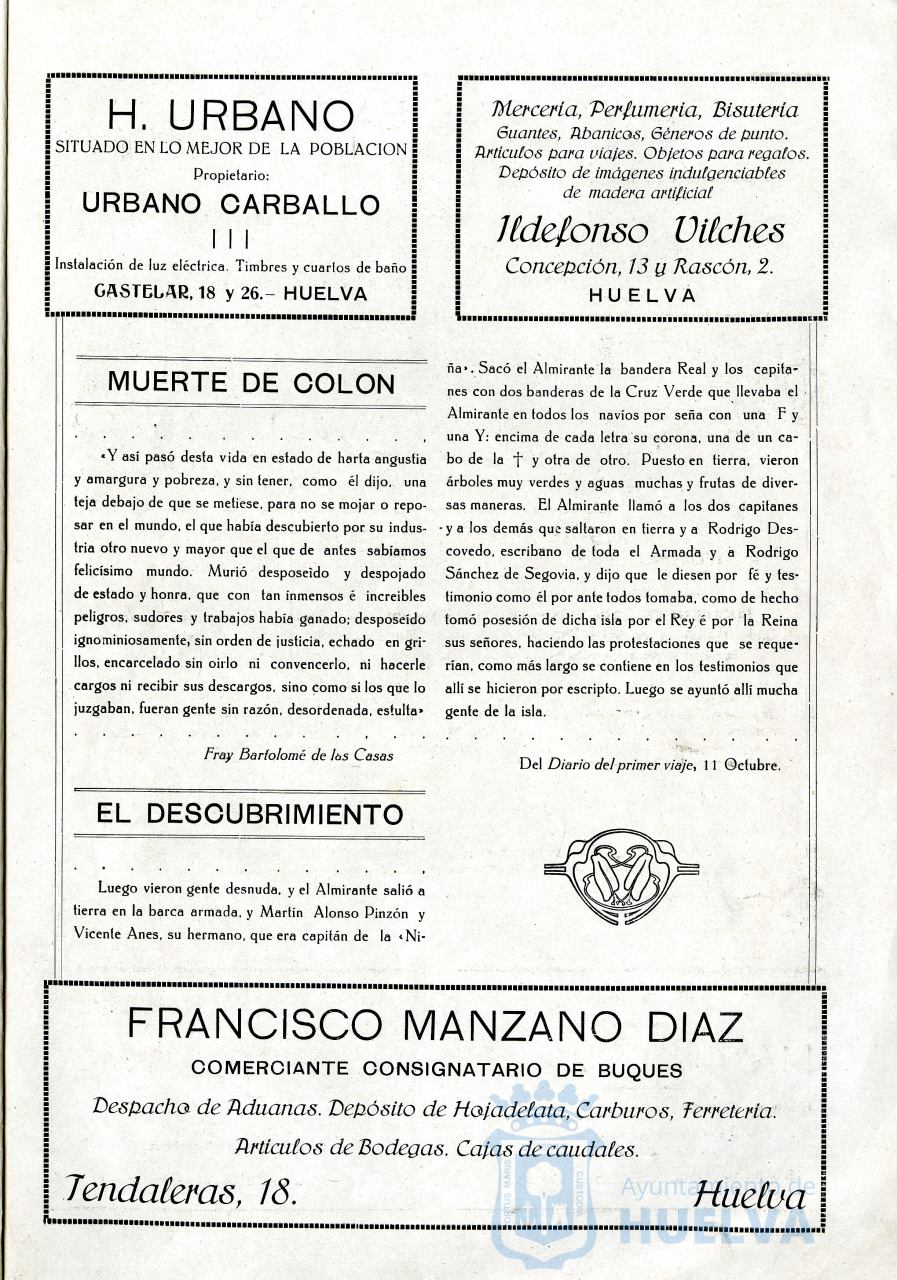 H. URBANO
SITUADO EN LO MEJOR DE LA POBLACION
Propietario:
URBANO CARBALLO
Instalación de luz eléctrica. Timbres y cuartos de baño
CASTELAR, 18 y 26.– HUELVA
Merceria, Perfumeria, Bisuteria
Guantes, Abanicos, Géneros de punto.
Artículos para viajes. Objetos para regalos.
Depósito de imágenes indulgenciables
de madera artificial
Ildefonso Vilches
Concepción, 13 y Rascón, 2.
HUELVA
MUERTE DE COLON
«Y así pasó desta vida en estado de harta angustia
y amargura y pobreza, y sin tener, como él dijo, una
teja debajo de que se metiese, para no se mojar o repo-
sar en el mundo, el que había descubierto por su indus-
tria otro nuevo y mayor que el que de antes sabíamos
felicísimo mundo. Murió desposeido y despojado
de estado y honra, que con tan inmensos é increibles
peligros, sudores y trabajos había ganado; desposeído
ignominiosamente, sin orden de justicia, echado en gri-
llos, encarcelado sin oirlo ni convencerlo, ni hacerle
cargos ni recibir sus descargos, sino como si los que lo
juzgaban, fueran gente sin razón, desordenada, estulta»
Fray Bartolomé de las Casas
EL DESCUBRIMIENTO
Luego vieron gente desnuda, y el Almirante salió a
tierra en la barca armada, y Martín Alonso Pinzón y
Vicente Anes, su hermano, que era capitán de la «Ni-
ña». Sacó el Almirante la bandera Real y los capita-
nes con dos banderas de la Cruz Verde que llevaba el
Almirante en todos los navíos por seña con una F y
una Y: encima de cada letra su corona, una de un ca-
bo de la † y otra de otro. Puesto en tierra, vieron
árboles muy verdes y aguas muchas y frutas de diver-
sas maneras. El Almirante llamó a los dos capitanes
y a los demás que saltaron en tierra y a Rodrigo Des-
covedo, escribano de toda el Armada y a Rodrigo
Sánchez de Segovia, y dijo que le diesen por fé y tes-
timonio como él por ante todos tomaba, como de hecho
tomó posesión de dicha isla por el Rey é por la Reina
sus señores, haciendo las protestaciones que se reque-
rían, como más largo se contiene en los testimonios que
allí se hicieron por escripto. Luego se ayuntó allí mucha
gente de la isla.
Del Diario del primer viaje, 11 Octubre.
FRANCISCO MANZANO DIAZ
COMERCIANTE CONSIGNATARIO DE BUQUES
Despacho de Aduanas. Depósito de Hojadelata, Carburos, Ferretería.
Artículos de Bodegas. Cajas de caudales.
Tendaleras, 18.
Huelva
Ayuntamiento de
HUELVA
PORTUS MARIS
CUSTODIA